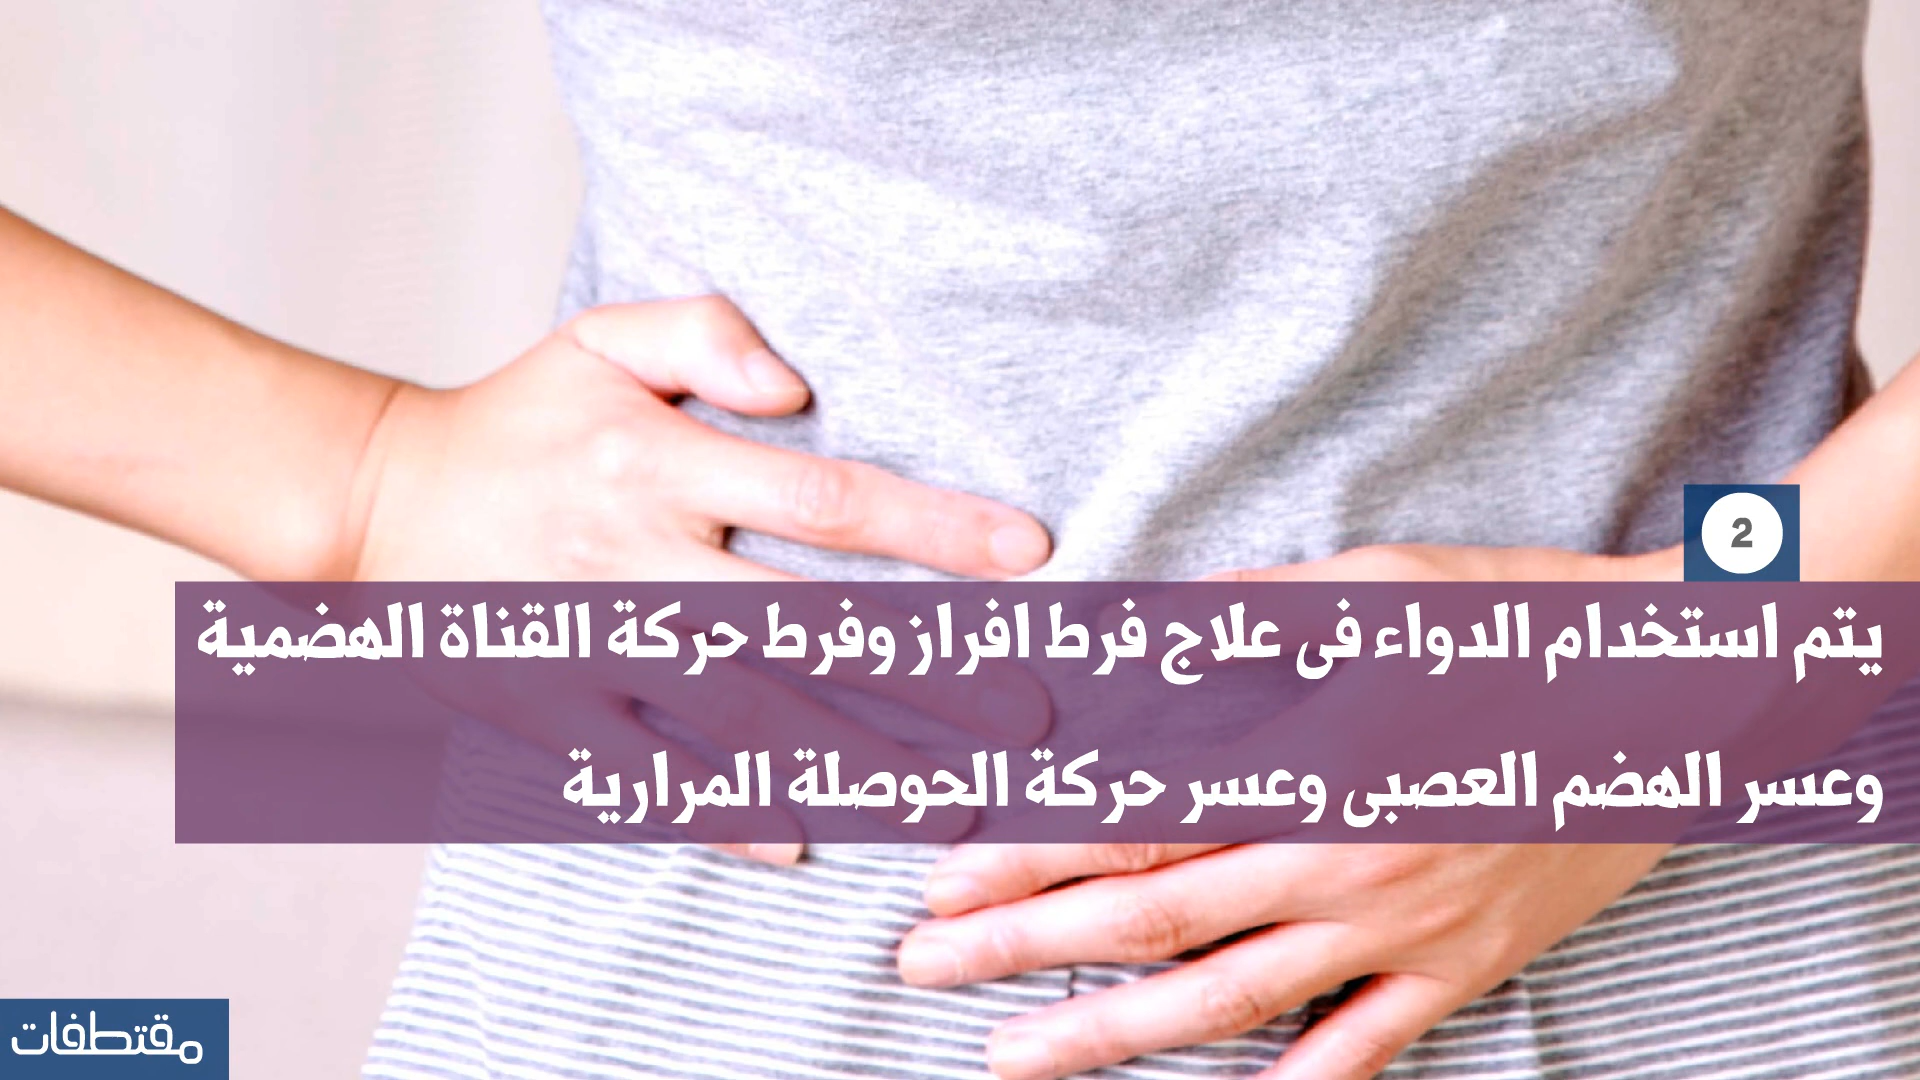 2
يتم استخدام الدواء فى علاج فرط افراز وفرط حركة القناة الهضمية
وعسر الهضم العصبى وعسر حركة الحوصلة المرارية
مقتطفات